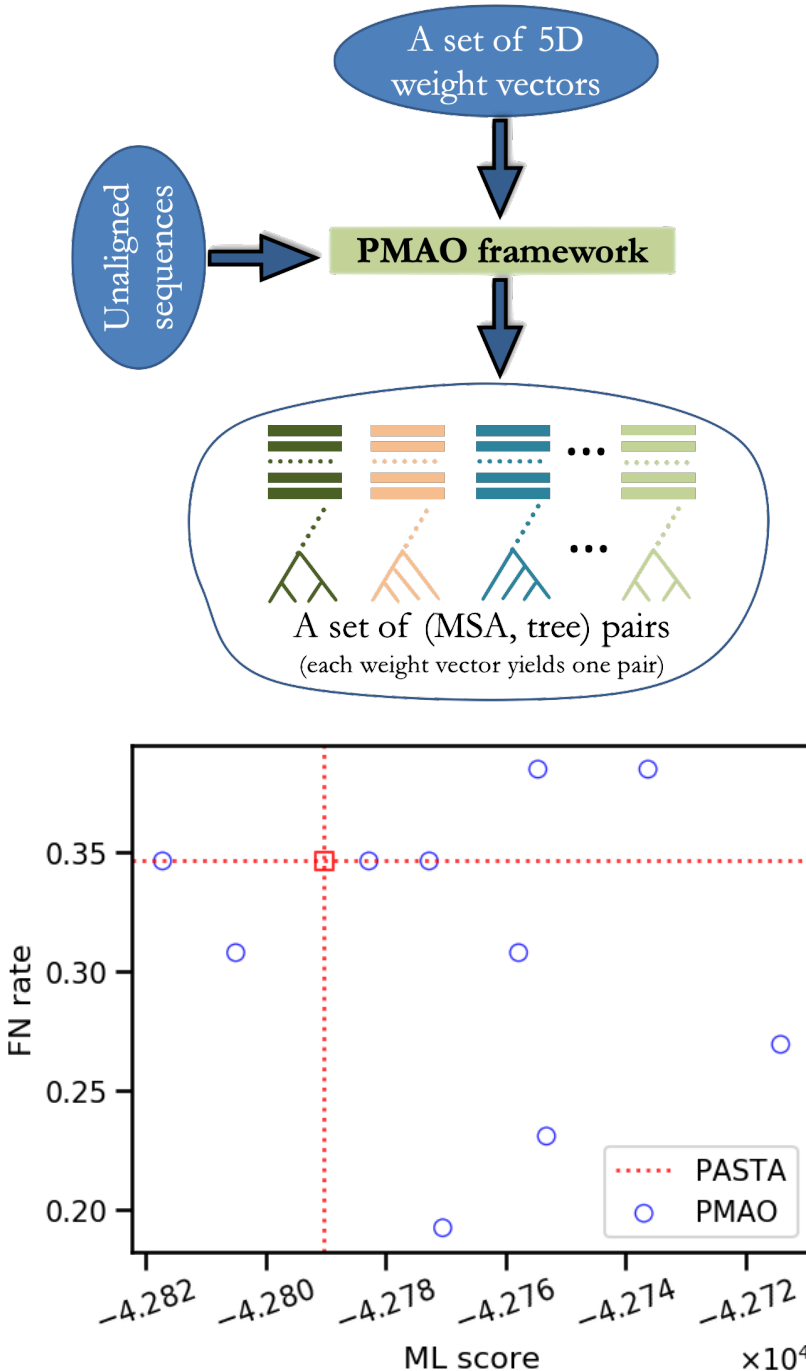 A set of 5D
weight vectors
Unaligned
sequences
PMAO framework
...
...
A set of (MSA, tree) pairs
(each weight vector yields one pair)
FN rate
0.35
0.30
0.25
0.20
PASTA
PMAO
−4.282 −4.280 −4.278 −4.276 −4.274 −4.272
ML score
×10⁴